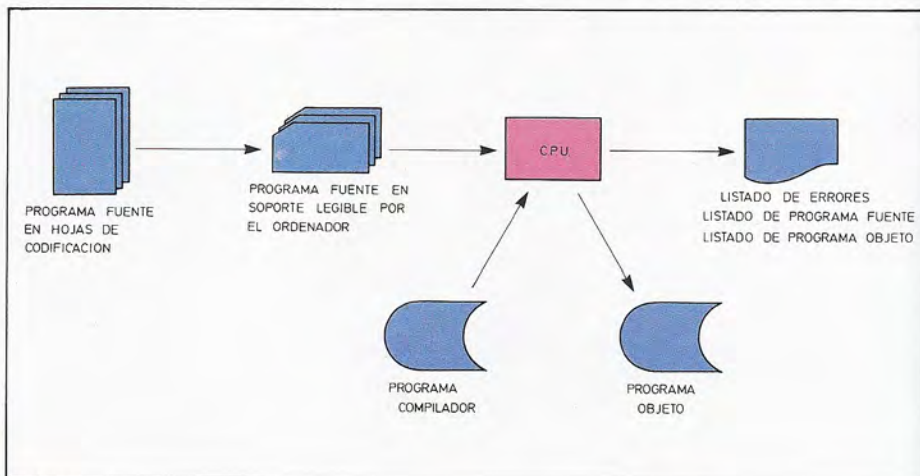 PROGRAMA FUENTE
EN HOJAS DE
CODIFICACION
PROGRAMA FUENTE EN
SOPORTE LEGIBLE POR
EL ORDENADOR
C.P.U.
LISTADO DE ERRORES
LISTADO DE PROGRAMA FUENTE
LISTADO DE PROGRAMA OBJETO
PROGRAMA
COMPILADOR
PROGRAMA
OBJETO